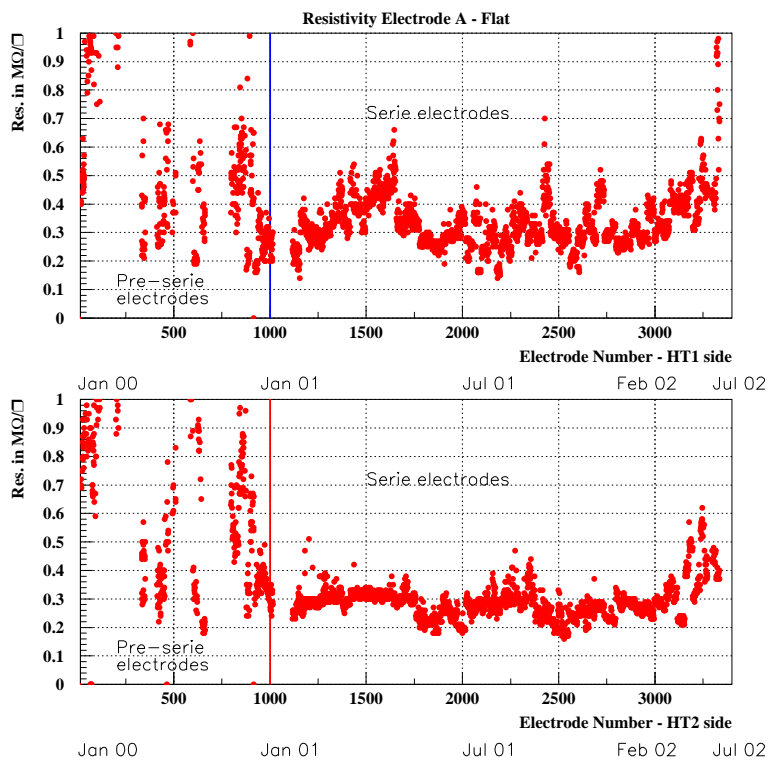 Resistivity Electrode A - Flat
Res. in MΩ/□
1
0.9
0.8
0.7
0.6
0.5
0.4
0.3
0.2
0.1
0
Serie electrodes
Pre-serie
electrodes
500 1000 1500 2000 2500 3000
Electrode Number - HT1 side
Jan 00 Jan 01 Jul 01 Feb 02 Jul 02
Res. in MΩ/□
1
0.9
0.8
0.7
0.6
0.5
0.4
0.3
0.2
0.1
0
Serie electrodes
Pre-serie
electrodes
500 1000 1500 2000 2500 3000
Electrode Number - HT2 side
Jan 00 Jan 01 Jul 01 Feb 02 Jul 02